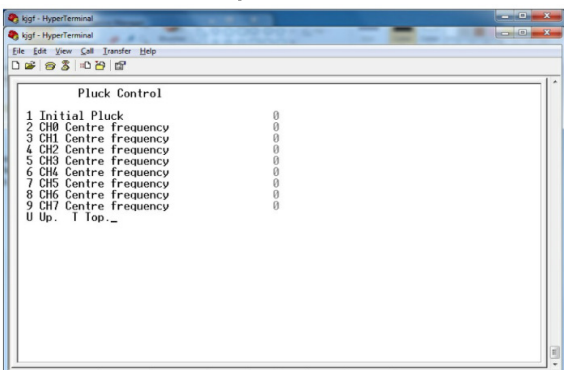 kjgf - HyperTerminal
kjgf - HyperTerminal
File Edit View Call Transfer Help
Pluck Control
1 Initial Pluck 0
2 CH0 Centre frequency 0
3 CH1 Centre frequency 0
4 CH2 Centre frequency 0
5 CH3 Centre frequency 0
6 CH4 Centre frequency 0
7 CH5 Centre frequency 0
8 CH6 Centre frequency 0
9 CH7 Centre frequency 0
U Up. T Top._